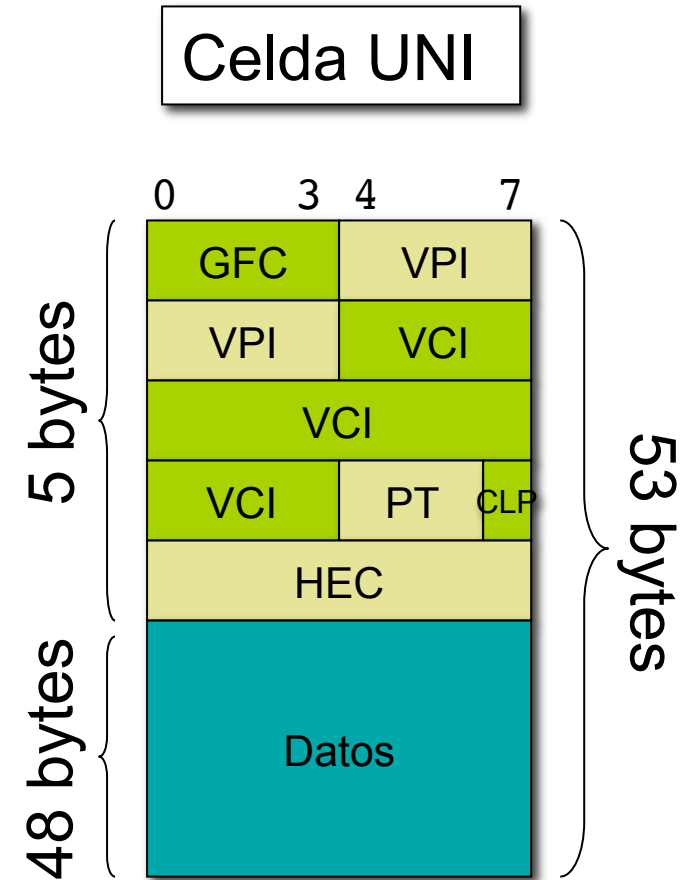 Celda UNI
0 3 4 7
GFC VPI
VPI VCI
VCI
VCI PT CLP
HEC
Datos
5 bytes
48 bytes
53 bytes